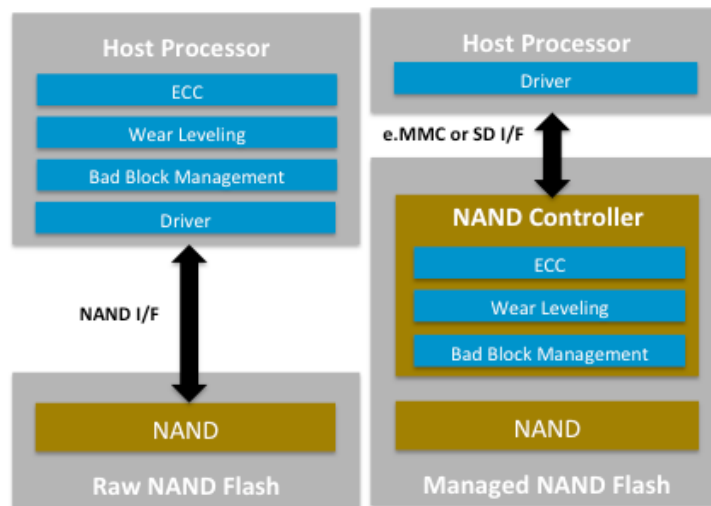 Host Processor
ECC
Wear Leveling
Bad Block Management
Driver
NAND I/F
NAND
Raw NAND Flash
Host Processor
Driver
e.MMC or SD I/F
NAND Controller
ECC
Wear Leveling
Bad Block Management
NAND
Managed NAND Flash